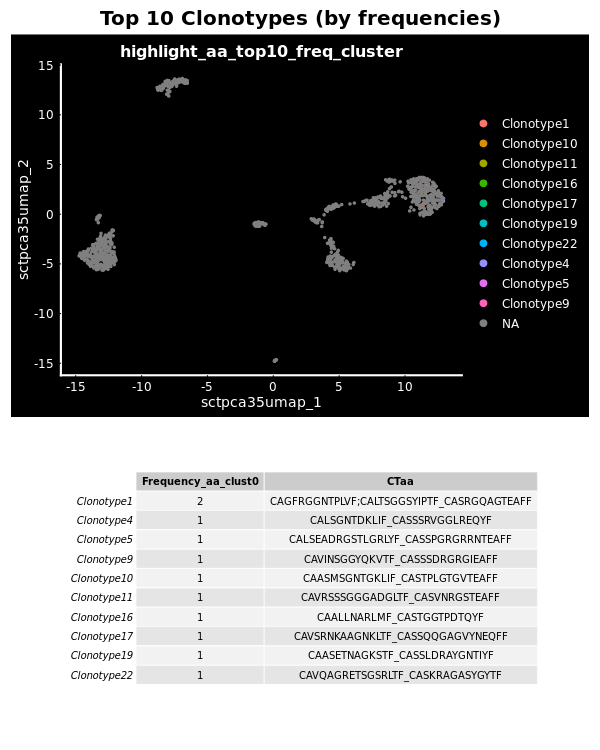 Top 10 Clonotypes (by frequencies)
highlight_aa_top10_freq_cluster
15
10
5
0
-5
-10
-15
sctpca35umap_2
-15 -10 -5 0 5 10
sctpca35umap_1
Clonotype1
Clonotype10
Clonotype11
Clonotype16
Clonotype17
Clonotype19
Clonotype22
Clonotype4
Clonotype5
Clonotype9
NA
Frequency_aa_clust0 CTaa
Clonotype1 2 CAGFRGGNTPLVF;CALTSGGSYIPTF_CASRGQAGTEAFF
Clonotype4 1 CALSGNTDKLIF_CASSSRVGGLREQYF
Clonotype5 1 CALSEADRGSTLGRLYF_CASSPGRGRRNTEAFF
Clonotype9 1 CAVINSGGYQKVTF_CASSSDRGRGIEAFF
Clonotype10 1 CAASMSGNTGKLIF_CASTPLGTGVTEAFF
Clonotype11 1 CAVRSSSGGGADGLTF_CASVNRGSTEAFF
Clonotype16 1 CAALLNARLMF_CASTGGTPDTQYF
Clonotype17 1 CAVSRNKAAGNKLTF_CASSQQGAGVYNEQFF
Clonotype19 1 CAASETNAGKSTF_CASSLDRAYGNTIYF
Clonotype22 1 CAVQAGRETSGSRLTF_CASKRAGASYGYTF